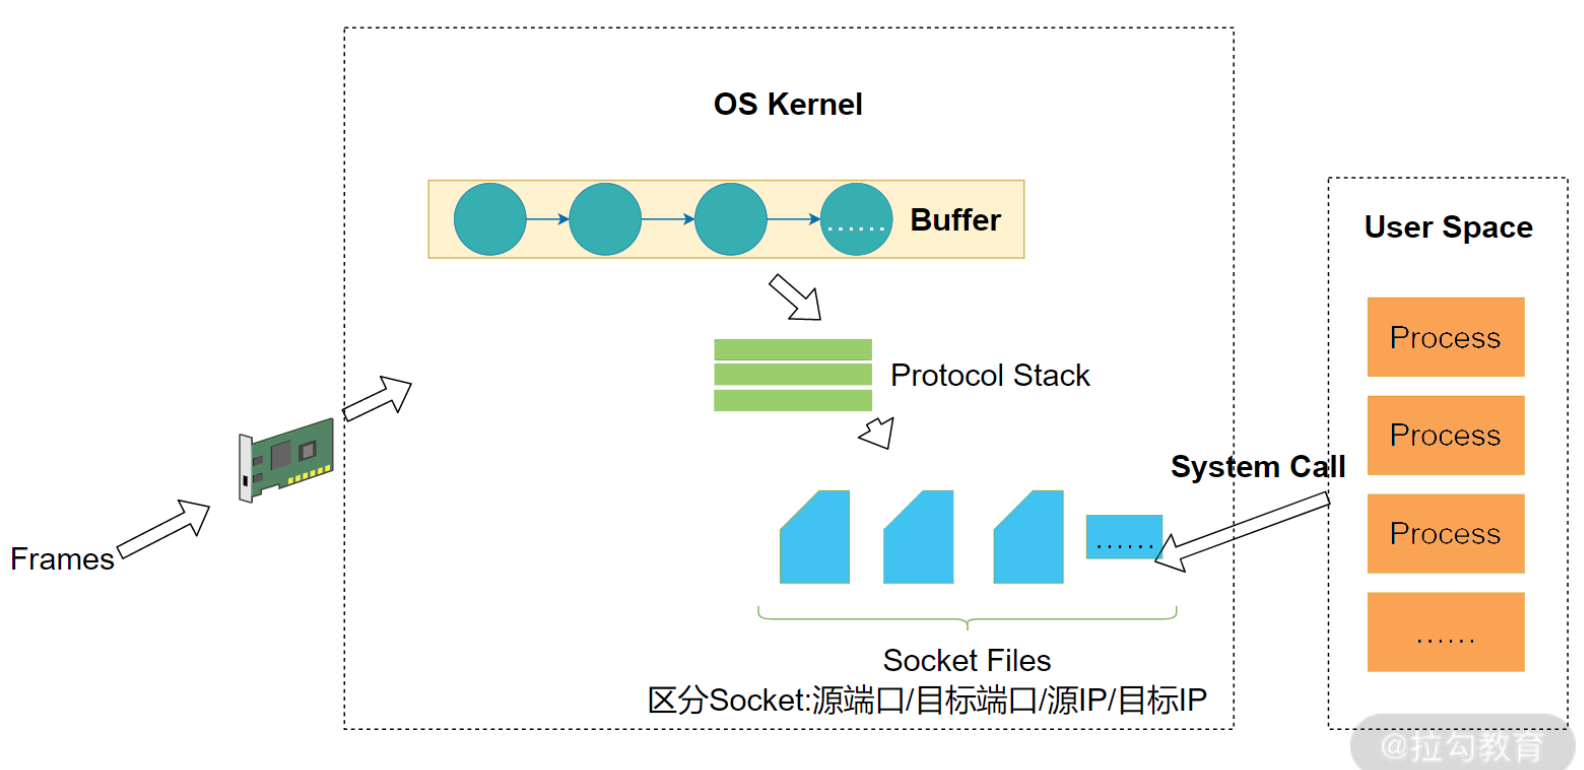 OS Kernel
Buffer
User Space
Process
Protocol Stack
Process
System Call
Process
......
......
......
Frames
Socket Files
区分Socket:源端口/目标端口/源IP/目标IP
@拉勾教育